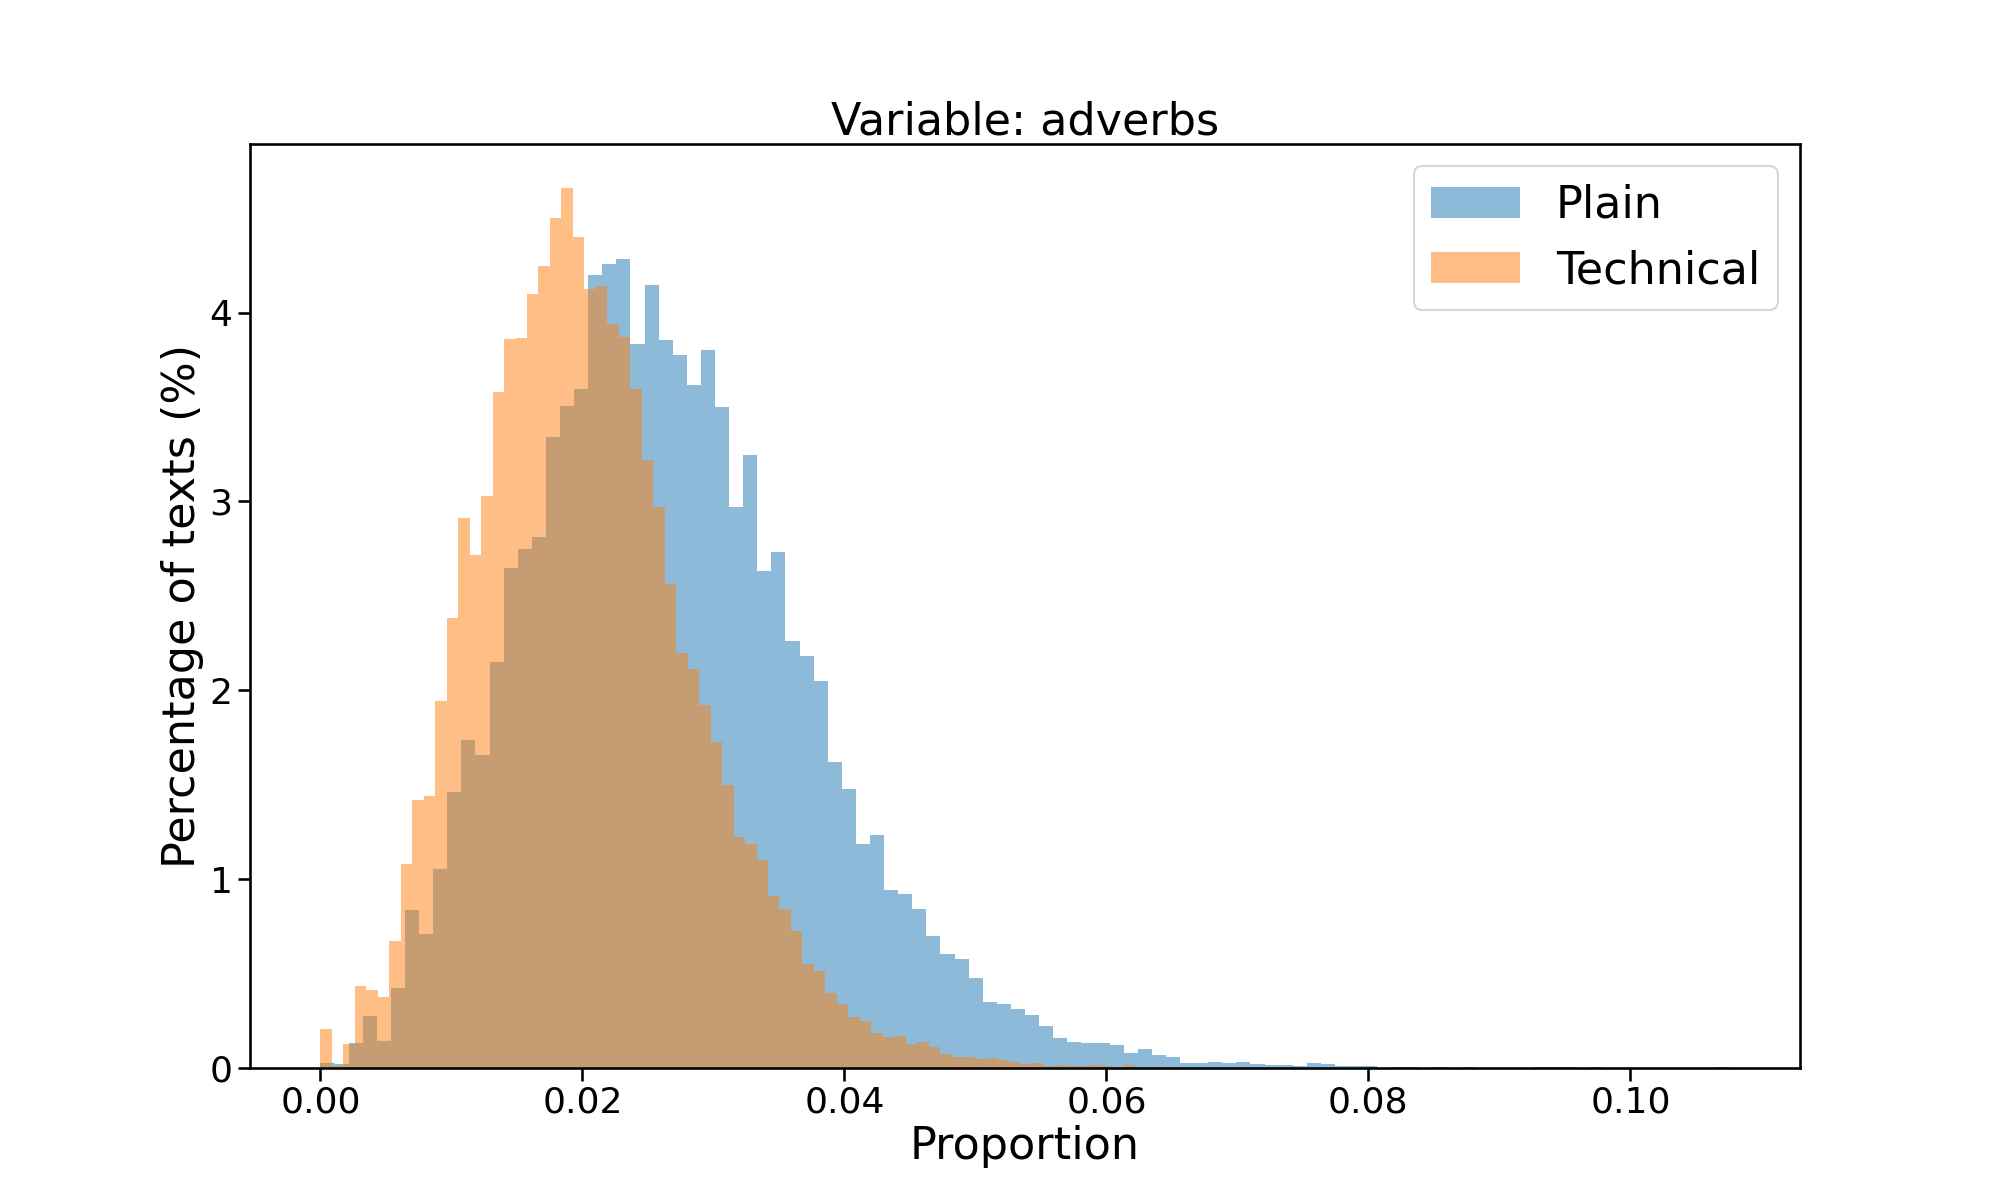 Variable: adverbs
Plain
Technical
Percentage of texts (%)
4
3
2
1
0
0.00 0.02 0.04 0.06 0.08 0.10
Proportion